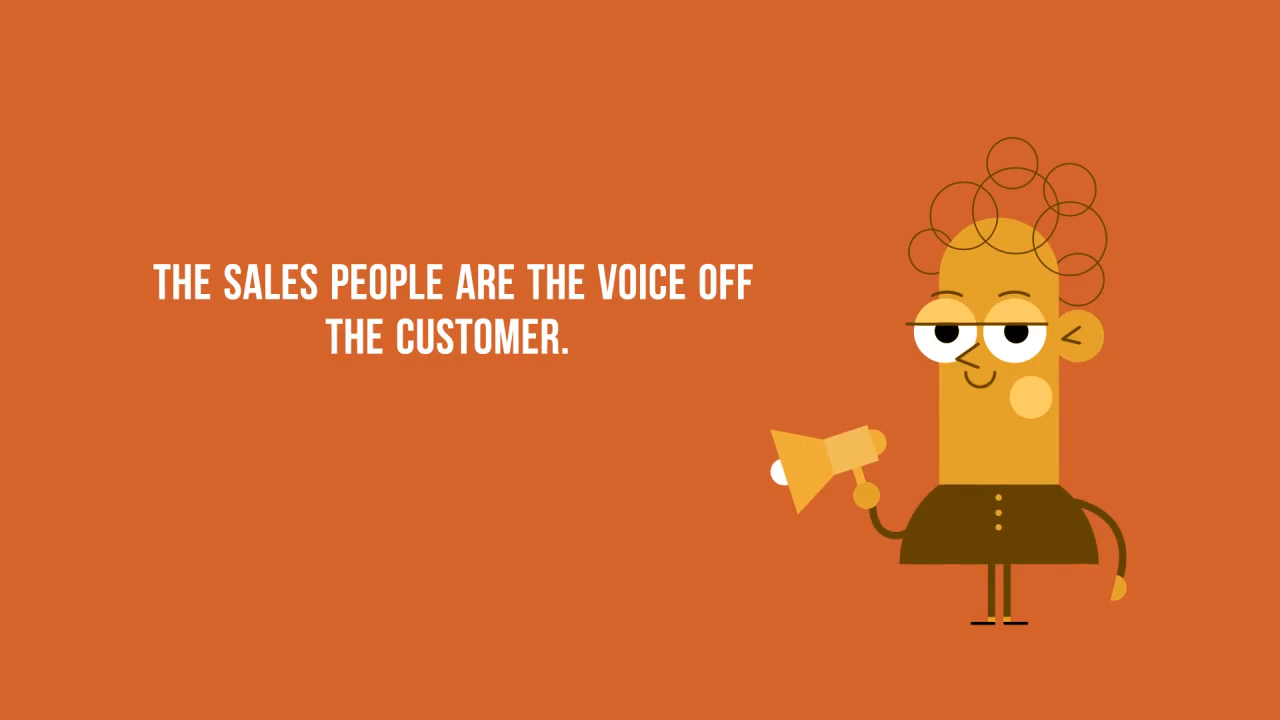 THE SALES PEOPLE ARE THE VOICE OFF
THE CUSTOMER.